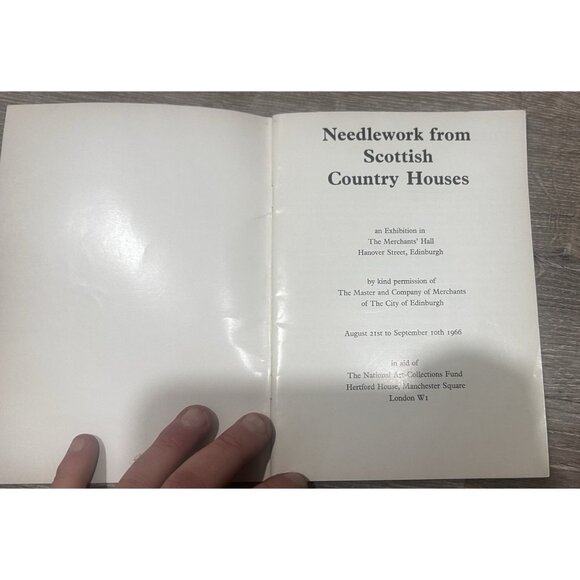 Needlework from
Scottish
Country Houses
an Exhibition in
The Merchants' Hall
Hanover Street, Edinburgh
by kind permission of
The Master and Company of Merchants
of The City of Edinburgh
August 21st to September 10th 1966
in aid of
The National Art-Collections Fund
Hertford House, Manchester Square
London W1